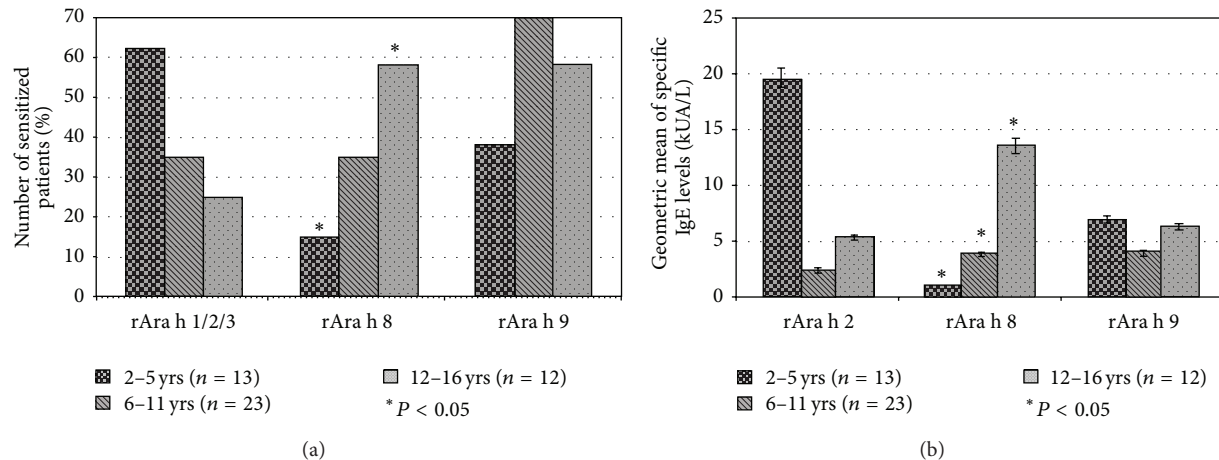 Number of sensitized
patients (%)
70
60
50
40
30
20
10
0
*
*
rAra h 1/2/3
rAra h 8
rAra h 9
2–5 yrs (n = 13)
12–16 yrs (n = 12)
6–11 yrs (n = 23)
* P < 0.05
(a)
Geometric mean of specific
IgE levels (kUA/L)
25
20
15
10
5
0
*
*
*
rAra h 2
rAra h 8
rAra h 9
2–5 yrs (n = 13)
12–16 yrs (n = 12)
6–11 yrs (n = 23)
* P < 0.05
(b)